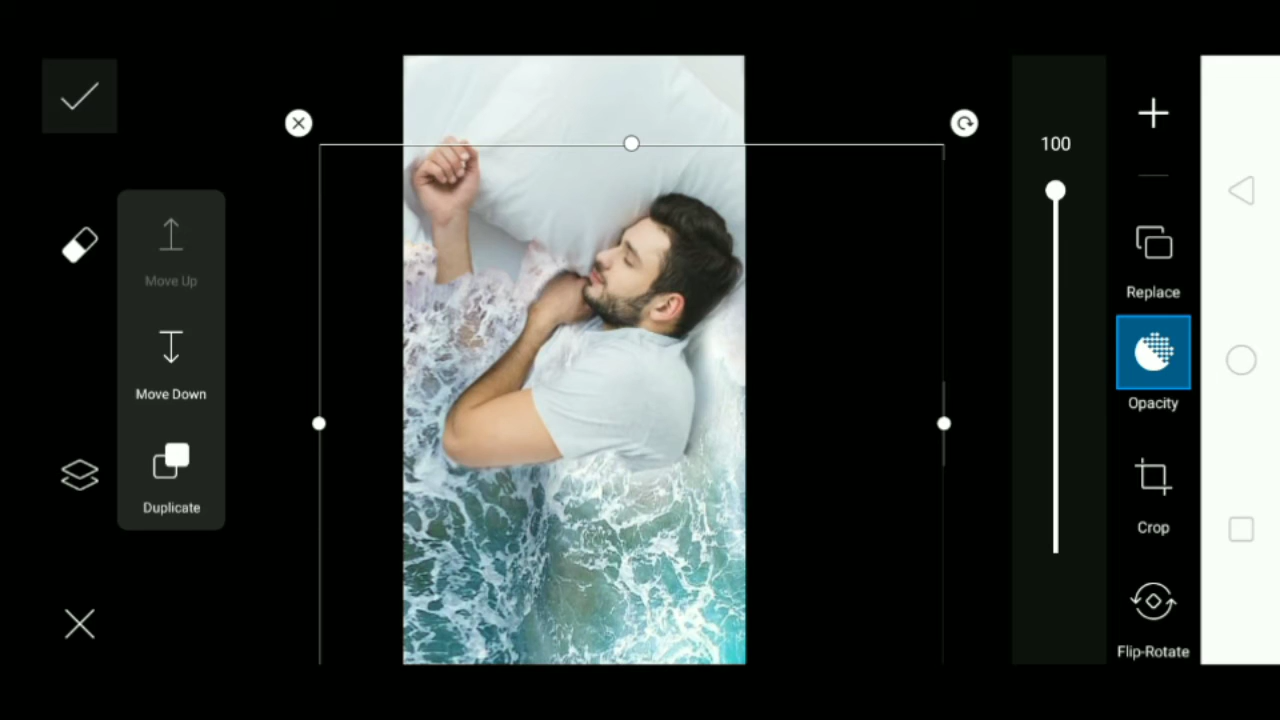 Move Up
Move Down
Duplicate
100
Replace
Opacity
Crop
Flip-Rotate